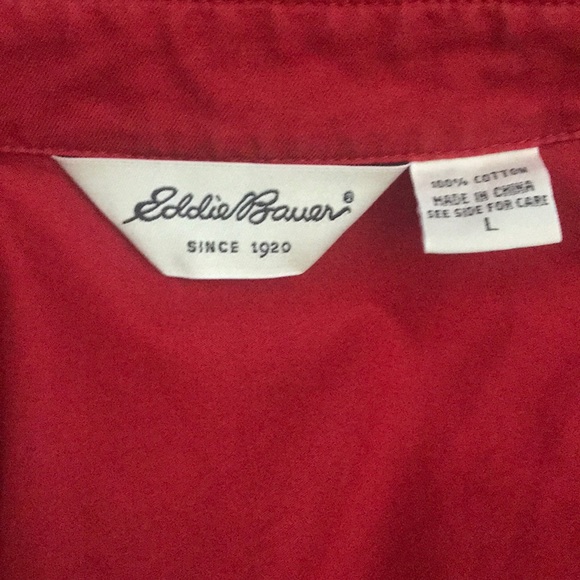 Eddie Bauer®
SINCE 1920
100% COTTON
MADE IN CHINA
SEE SIDE FOR CARE
L